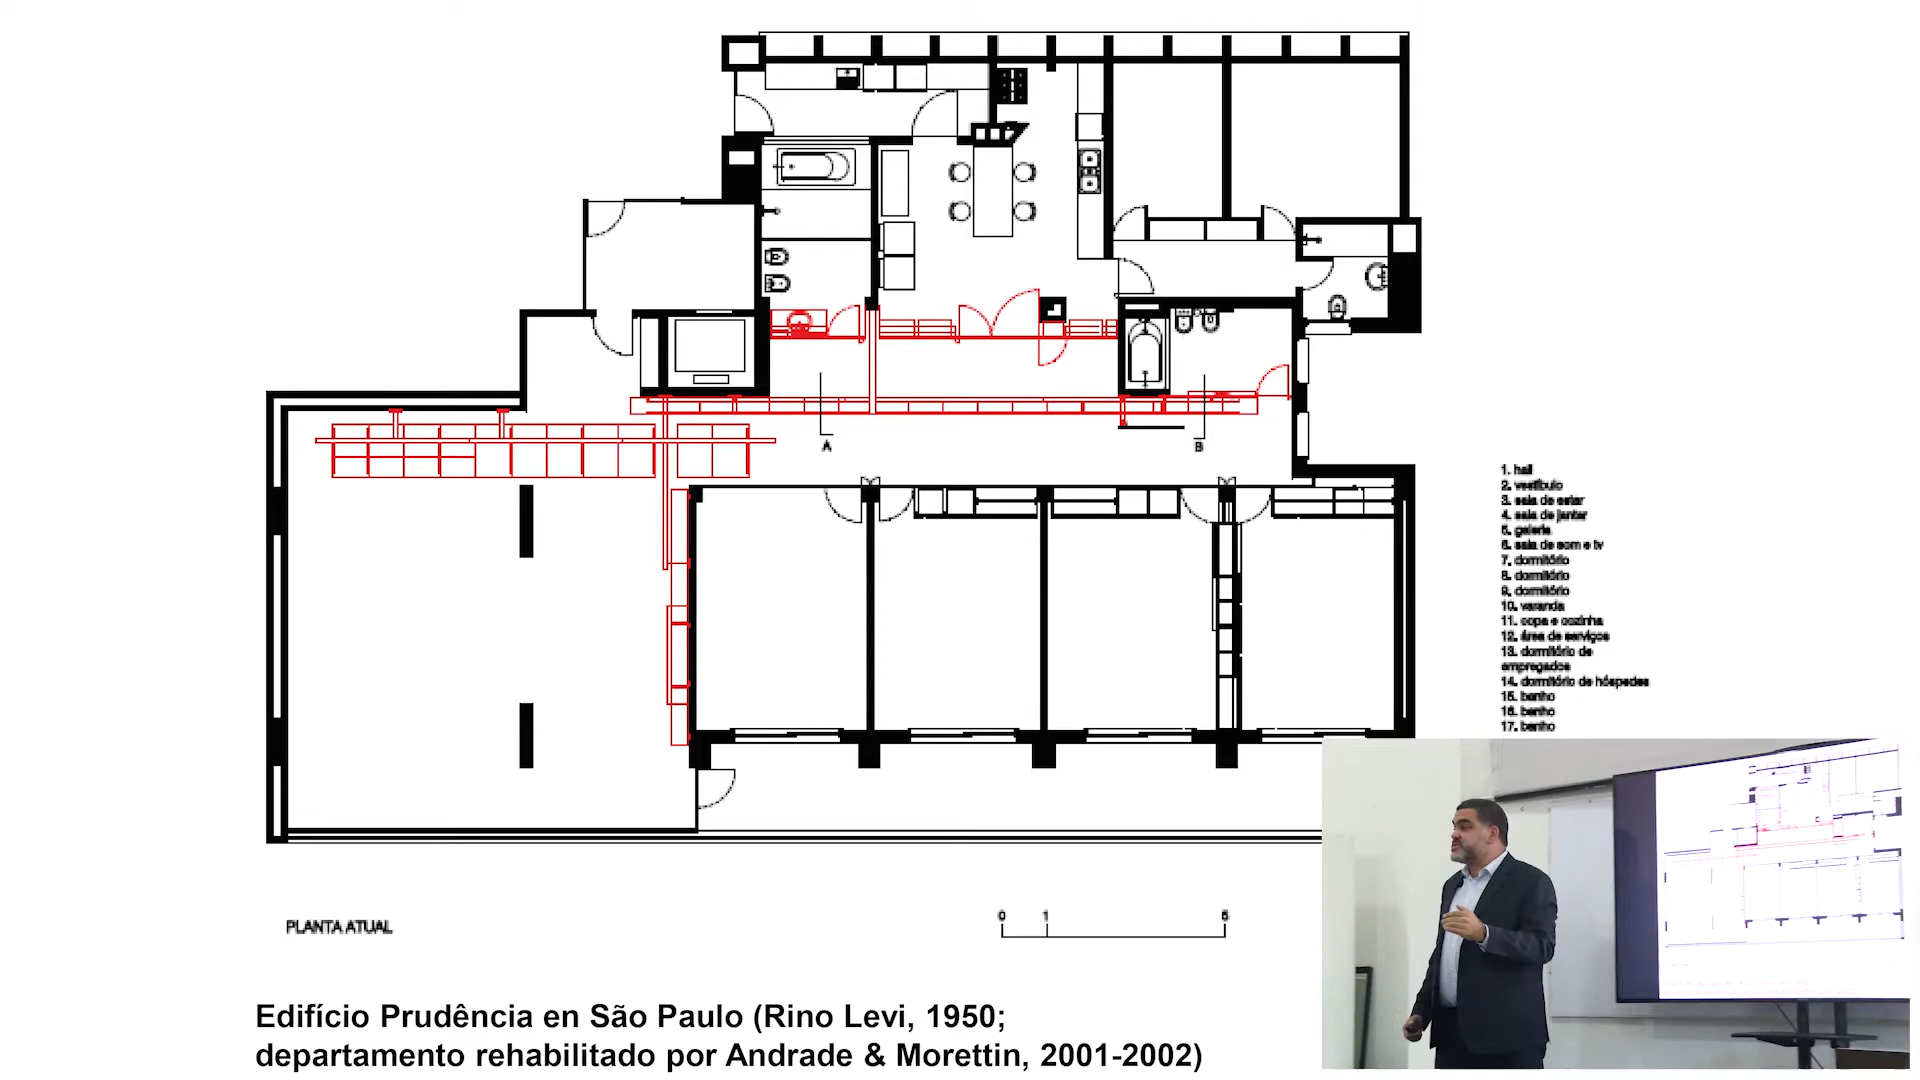 A
B
1. hall
2. vestíbulo
3. sala de estar
4. sala de jantar
5. galeria
6. sala de som e tv
7. dormitório
8. dormitório
9. dormitório
10. varanda
11. copa e cozinha
12. área de serviços
13. dormitório de
empregados
14. dormitório de hóspedes
15. banho
16. banho
17. banho
0 1 5
PLANTA ATUAL
Edifício Prudência en São Paulo (Rino Levi, 1950;
departamento rehabilitado por Andrade & Morettin, 2001-2002)